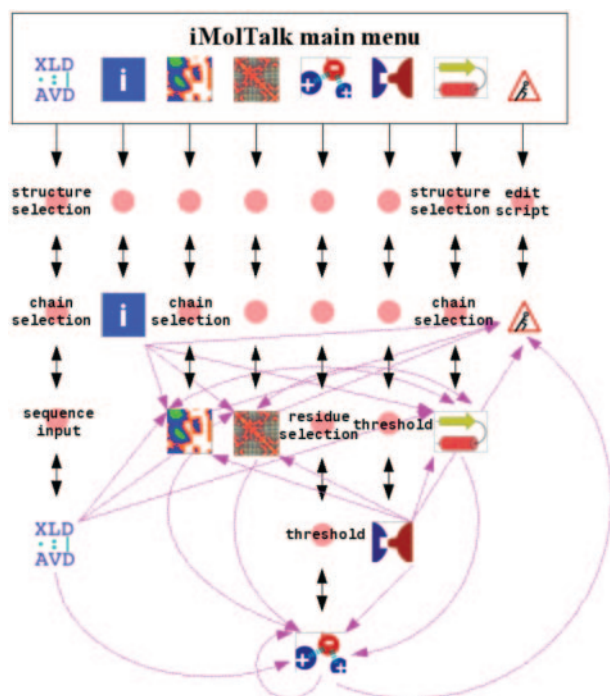 iMolTalk main menu
XLD
AVD
i
+
+
structure
selection
structure
selection
edit
script
chain
selection
i
chain
selection
chain
selection
sequence
input
residue
selection
threshold
XLD
AVD
threshold
+
+